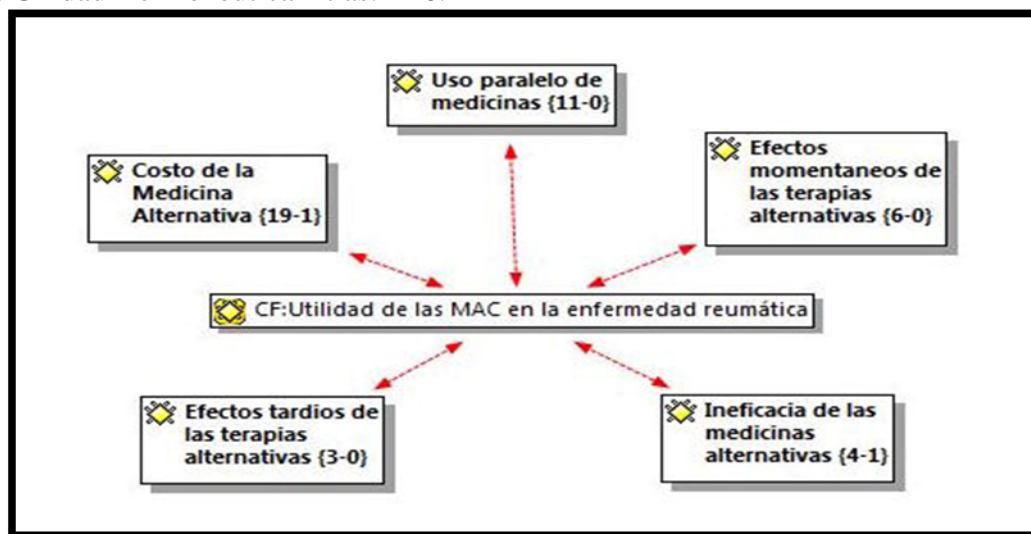 Uso paralelo de
medicinas {11-0}
Costo de la
Medicina
Alternativa {19-1}
Efectos
momentaneos de
las terapias
alternativas {6-0}
CF:Utilidad de las MAC en la enfermedad reumática
Efectos tardios de
las terapias
alternativas {3-0}
Ineficacia de las
medicinas
alternativas {4-1}